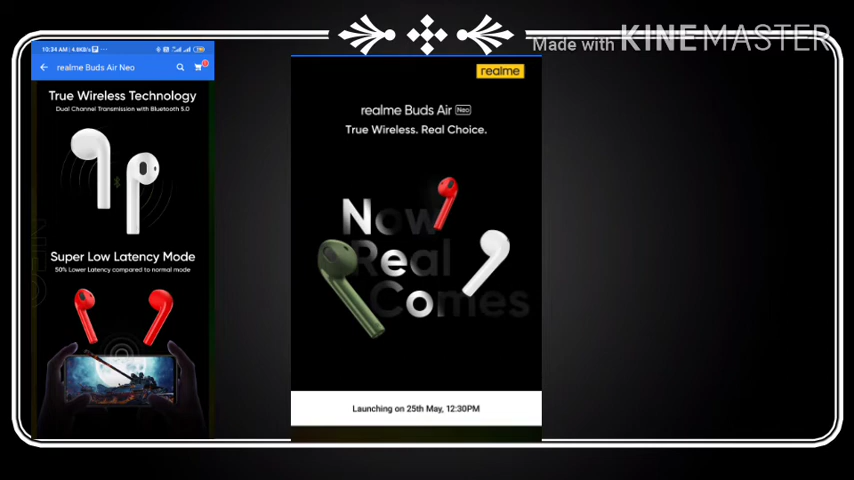 Made with KINEMASTER
10:34 AM | 4.8KB/s
realme Buds Air Neo
True Wireless Technology
Dual Channel Transmission with Bluetooth 5.0
Super Low Latency Mode
50% Lower Latency compared to normal mode
realme
realme Buds Air Neo
True Wireless. Real Choice.
Now
Real
Comes
Launching on 25th May, 12:30PM